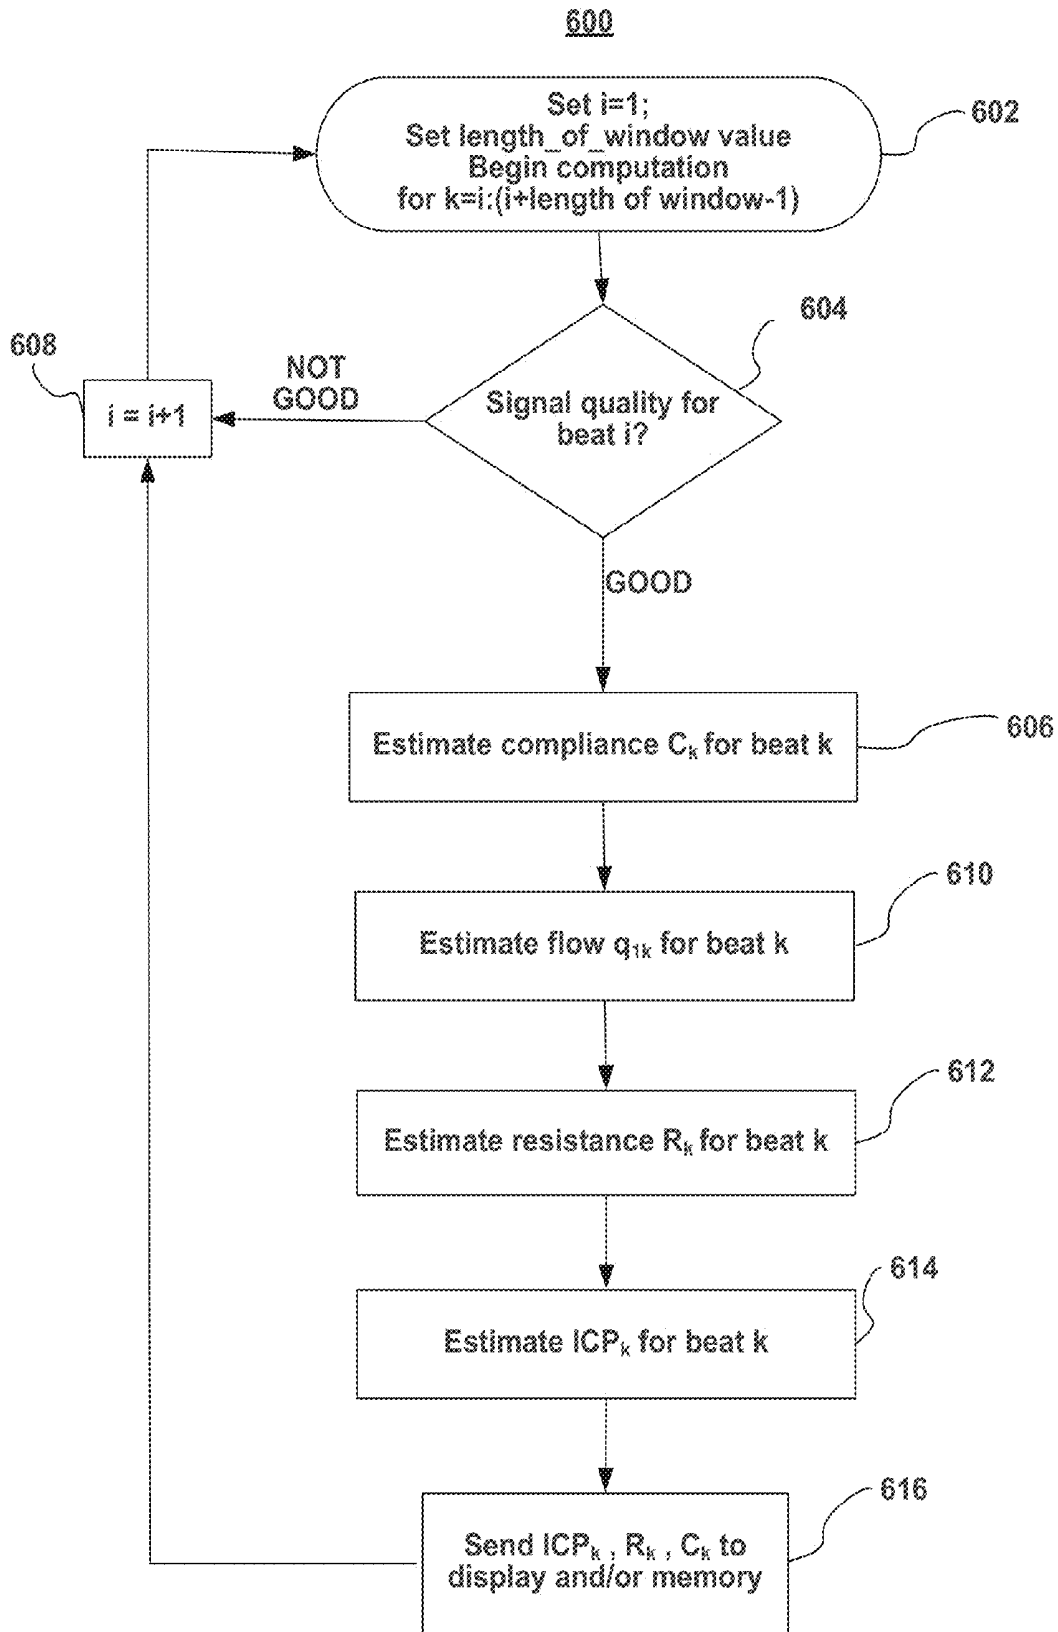 600
Set i=1;
Set length_of_window value
Begin computation
for k=i:(i+length of window-1)
602
604
608
NOT
GOOD
i = i+1
Signal quality for
beat i?
GOOD
Estimate compliance Cₖ for beat k
606
610
Estimate flow q₁ₖ for beat k
612
Estimate resistance Rₖ for beat k
614
Estimate ICPₖ for beat k
616
Send ICPₖ , Rₖ , Cₖ to
display and/or memory